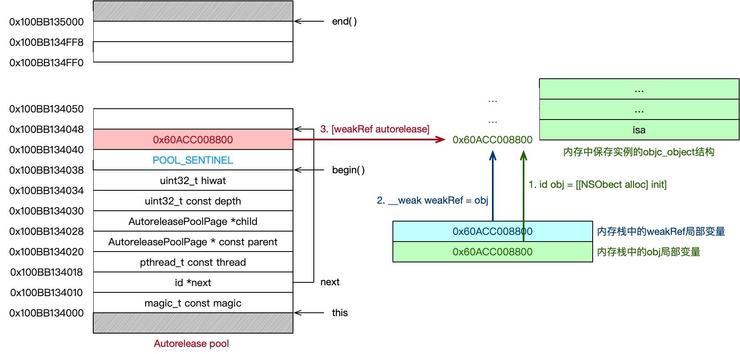 0x100BB135000
end()
0x100BB134FF8
0x100BB134FF0
0x100BB134050
0x100BB134048
0x60ACC008800
0x100BB134040
POOL_SENTINEL
0x100BB134038
begin()
uint32_t hiwat
0x100BB134034
uint32_t const depth
0x100BB134030
AutoreleasePoolPage *child
0x100BB134028
AutoreleasePoolPage * const parent
0x100BB134020
pthread_t const thread
0x100BB134018
id *next
next
0x100BB134010
magic_t const magic
0x100BB134000
this
Autorelease pool
3. [weakRef autorelease]
...
...
0x60ACC008800
...
...
isa
内存中保存实例的objc_object结构
1. id obj = [[NSObect alloc] init]
2. __weak weakRef = obj
0x60ACC008800
内存栈中的weakRef局部变量
0x60ACC008800
内存栈中的obj局部变量